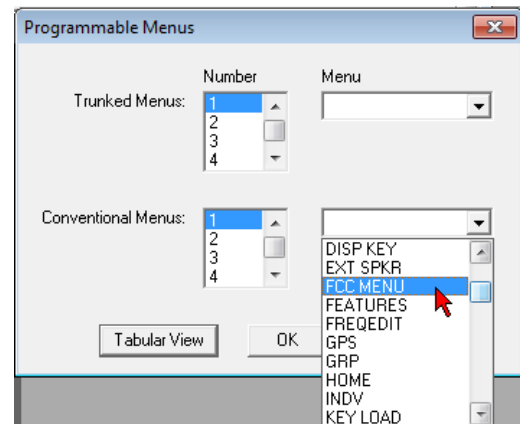 Programmable Menus
Number Menu
Trunked Menus:
1
2
3
4
Conventional Menus:
1
2
3
4
DISP KEY
EXT SPKR
FCC MENU
FEATURES
FREQEDIT
GPS
GRP
HOME
INDV
KEY LOAD
Tabular View OK